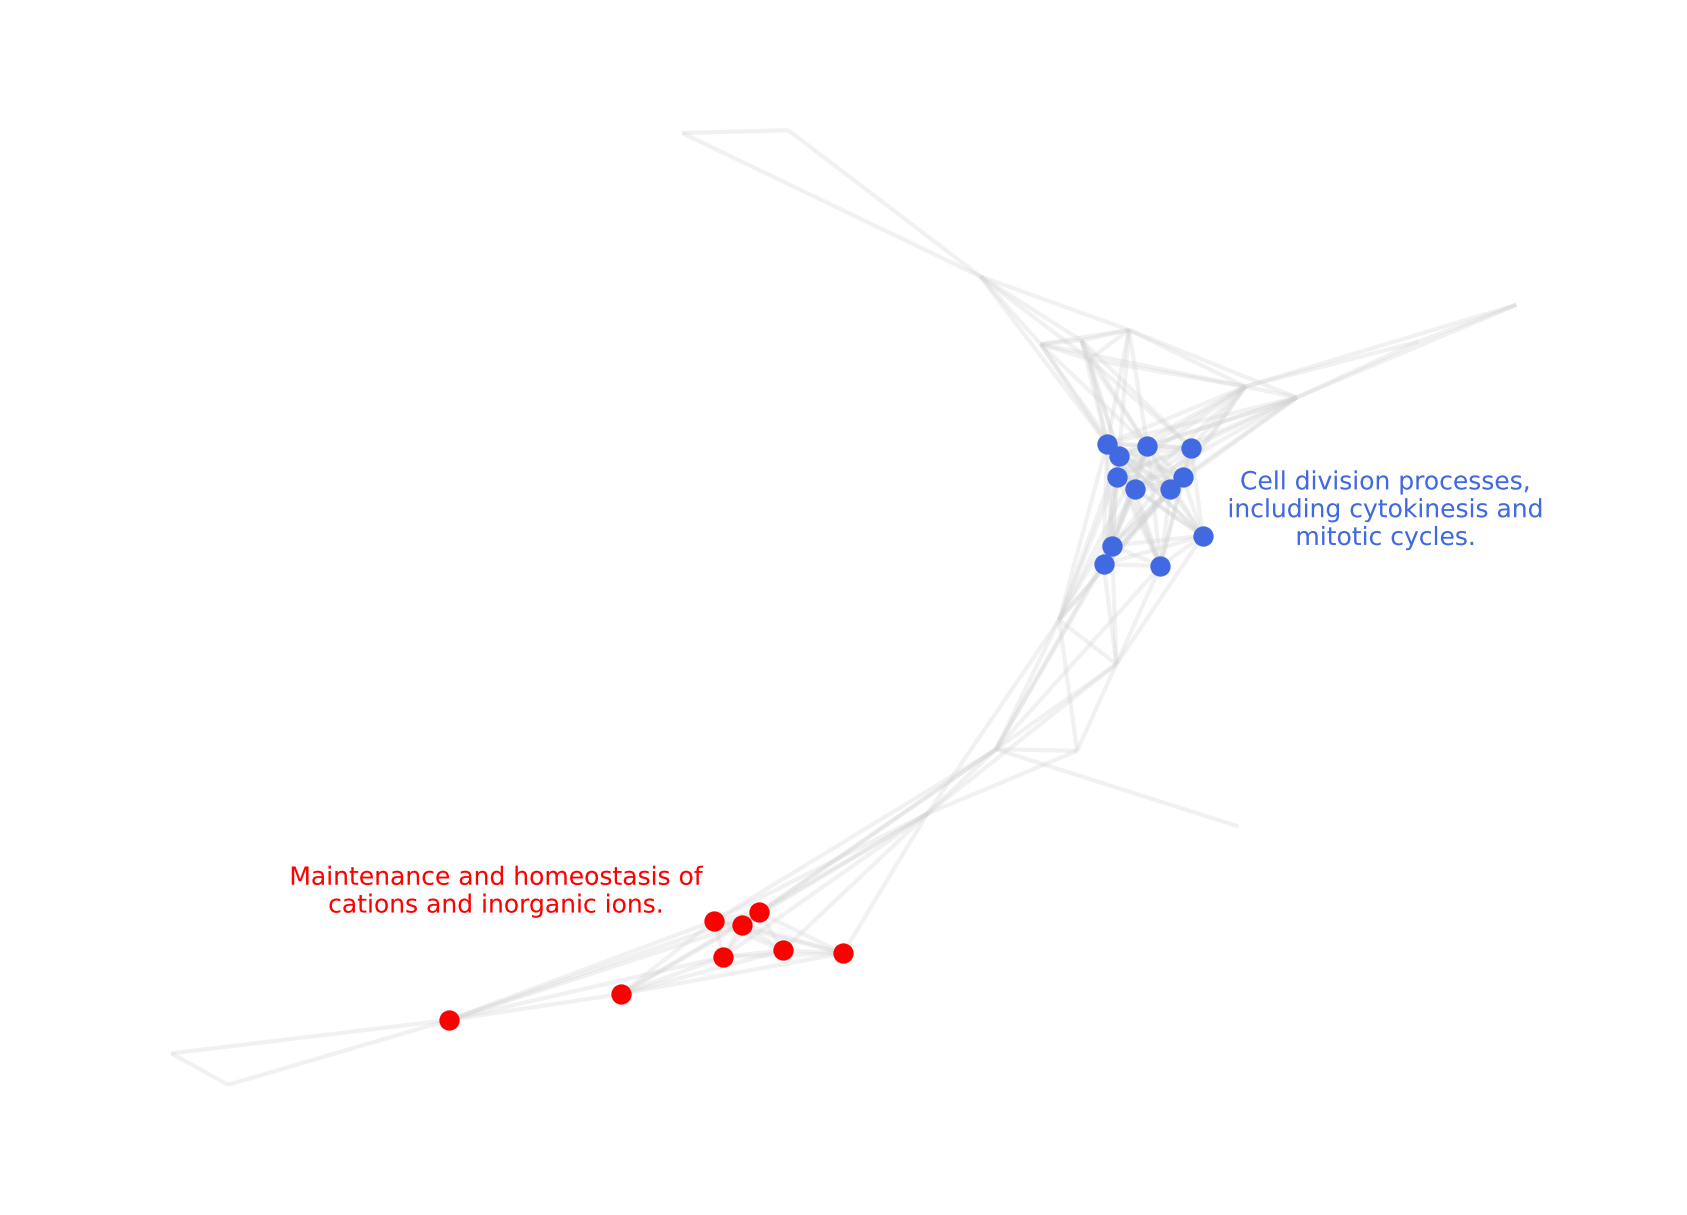 Cell division processes,
including cytokinesis and
mitotic cycles.
Maintenance and homeostasis of
cations and inorganic ions.